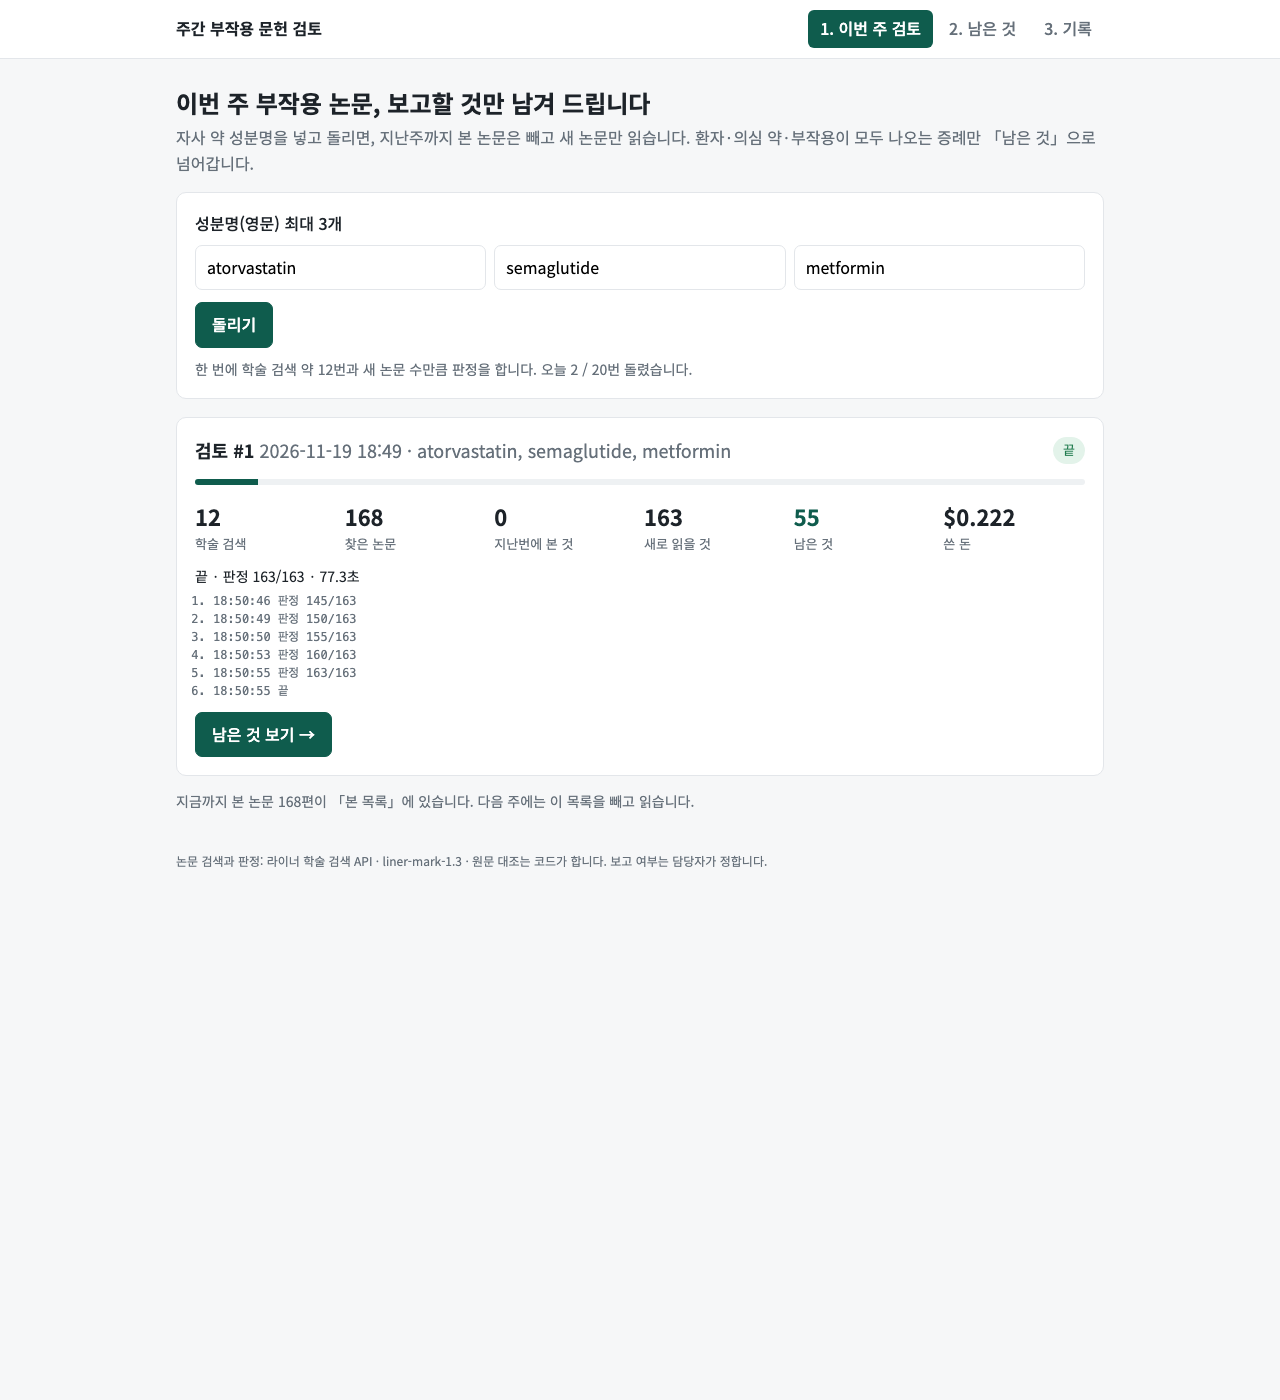 주간 부작용 문헌 검토
1. 이번 주 검토
2. 남은 것
3. 기록
이번 주 부작용 논문, 보고할 것만 남겨 드립니다
자사 약 성분명을 넣고 돌리면, 지난주까지 본 논문은 빼고 새 논문만 읽습니다. 환자·의심 약·부작용이 모두 나오는 증례만 「남은 것」으로
넘어갑니다.
성분명(영문) 최대 3개
atorvastatin
semaglutide
metformin
돌리기
한 번에 학술 검색 약 12번과 새 논문 수만큼 판정을 합니다. 오늘 2 / 20번 돌렸습니다.
검토 #1 2026-11-19 18:49 · atorvastatin, semaglutide, metformin
끝
12
168
0
163
55
$0.222
학술 검색
찾은 논문
지난번에 본 것
새로 읽을 것
남은 것
쓴 돈
끝 · 판정 163/163 · 77.3초
1. 18:50:46 판정 145/163
2. 18:50:49 판정 150/163
3. 18:50:50 판정 155/163
4. 18:50:53 판정 160/163
5. 18:50:55 판정 163/163
6. 18:50:55 끝
남은 것 보기 →
지금까지 본 논문 168편이 「본 목록」에 있습니다. 다음 주에는 이 목록을 빼고 읽습니다.
논문 검색과 판정: 라이너 학술 검색 API · liner-mark-1.3 · 원문 대조는 코드가 합니다. 보고 여부는 담당자가 정합니다.